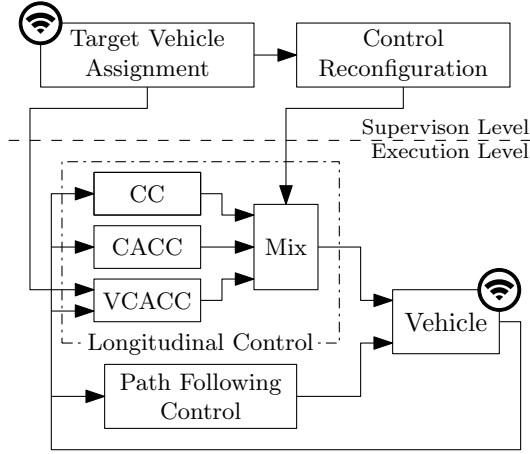 Target Vehicle
Assignment
Control
Reconfiguration
Supervison Level
Execution Level
CC
CACC
VCACC
Mix
Longitudinal Control
Vehicle
Path Following
Control